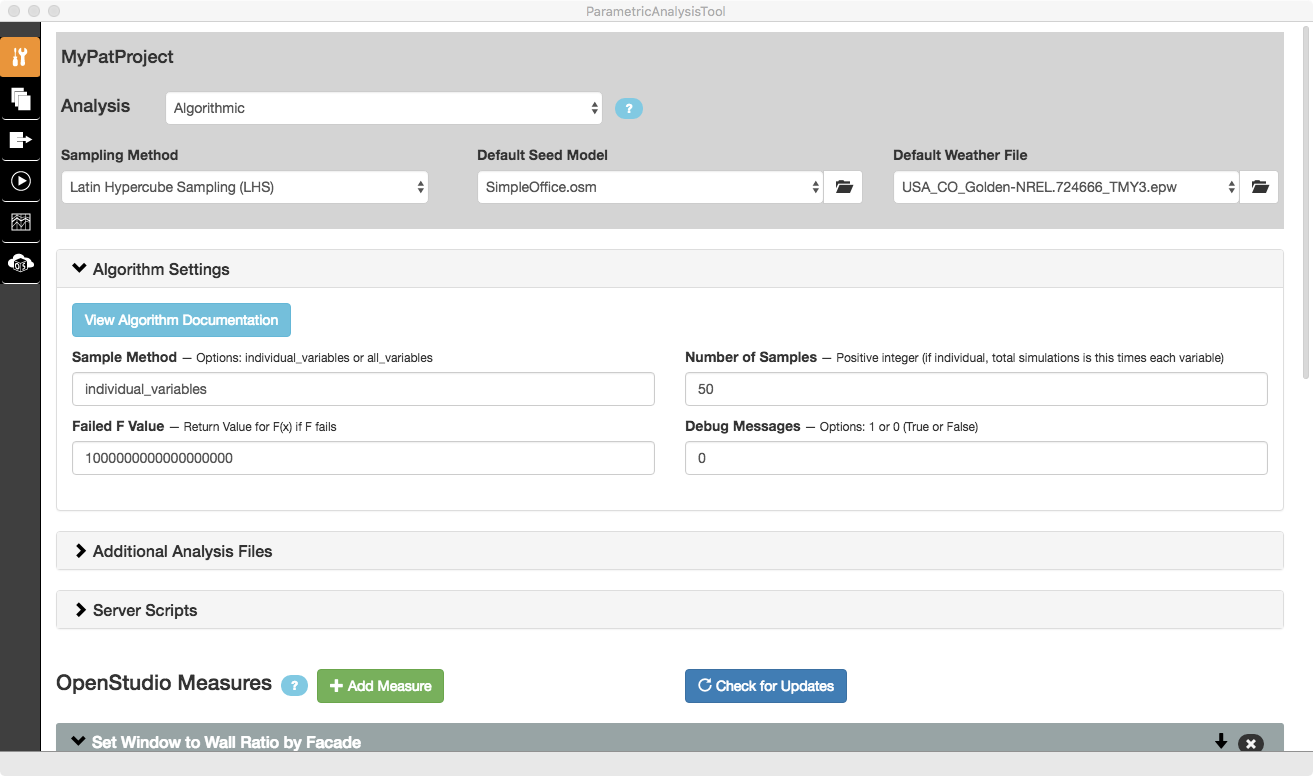 ParametricAnalysisTool
MyPatProject
Analysis Algorithmic ?
Sampling Method Default Seed Model Default Weather File
Latin Hypercube Sampling (LHS) SimpleOffice.osm USA_CO_Golden-NREL.724666_TMY3.epw
Algorithm Settings
View Algorithm Documentation
Sample Method — Options: individual_variables or all_variables Number of Samples — Positive integer (if individual, total simulations is this times each variable)
individual_variables 50
Failed F Value — Return Value for F(x) if F fails Debug Messages — Options: 1 or 0 (True or False)
1000000000000000000 0
Additional Analysis Files
Server Scripts
OpenStudio Measures ? Add Measure Check for Updates
Set Window to Wall Ratio by Facade